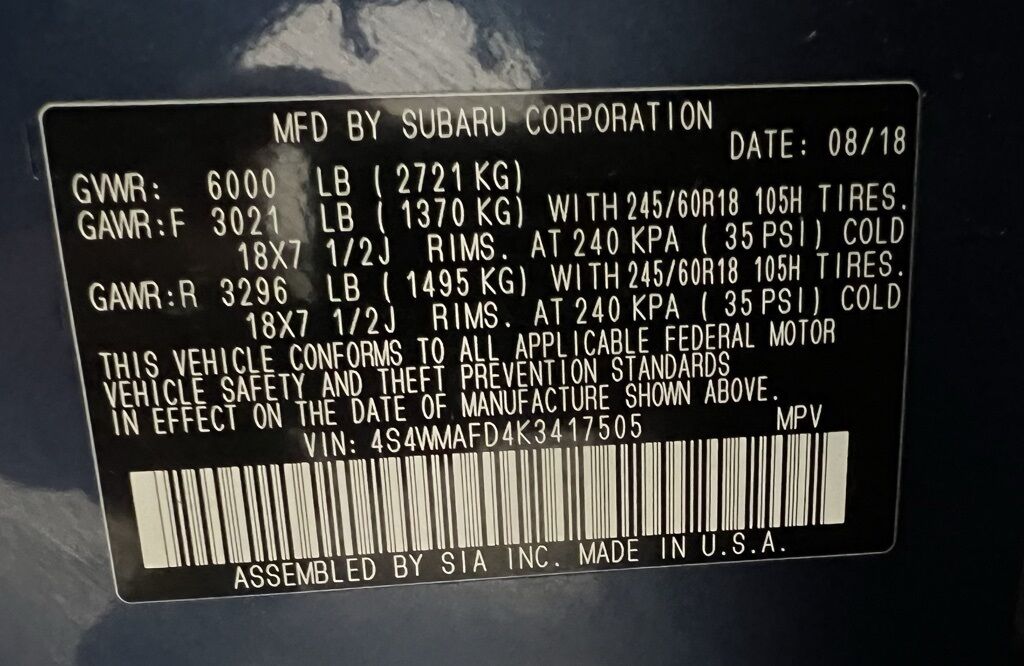 MFD BY SUBARU CORPORATION DATE: 08/18
GVWR: 6000 LB ( 2721 KG)
GAWR:F 3021 LB ( 1370 KG) WITH 245/60R18 105H TIRES.
18X7 1/2J RIMS. AT 240 KPA ( 35 PSI) COLD
GAWR:R 3296 LB ( 1495 KG) WITH 245/60R18 105H TIRES.
18X7 1/2J RIMS. AT 240 KPA ( 35 PSI) COLD
THIS VEHICLE CONFORMS TO ALL APPLICABLE FEDERAL MOTOR
VEHICLE SAFETY AND THEFT PREVENTION STANDARDS
IN EFFECT ON THE DATE OF MANUFACTURE SHOWN ABOVE.
VIN: 4S4WMAFD4K3417505 MPV
ASSEMBLED BY SIA INC. MADE IN U.S.A.